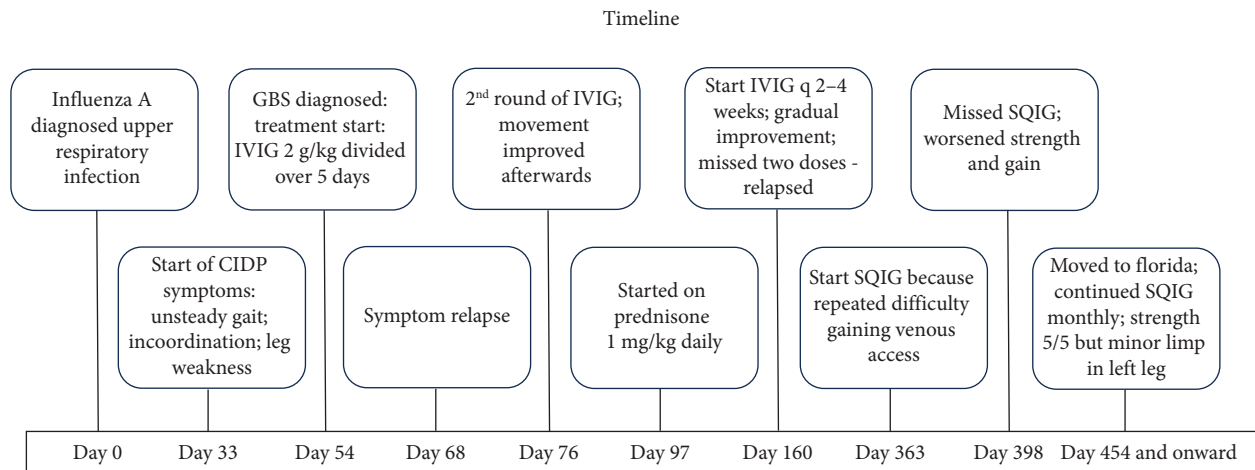 Timeline
Influenza A
diagnosed upper
respiratory
infection
GBS diagnosed:
treatment start:
IVIG 2 g/kg divided
over 5 days
2nd round of IVIG;
movement
improved
afterwards
Start IVIG q 2–4
weeks; gradual
improvement;
missed two doses -
relapsed
Missed SQIG;
worsened strength
and gain
Start of CIDP
symptoms:
unsteady gait;
incoordination; leg
weakness
Symptom relapse
Started on
prednisone
1 mg/kg daily
Start SQIG because
repeated difficulty
gaining venous
access
Moved to florida;
continued SQIG
monthly; strength
5/5 but minor limp
in left leg
Day 0 Day 33 Day 54 Day 68 Day 76 Day 97 Day 160 Day 363 Day 398 Day 454 and onward